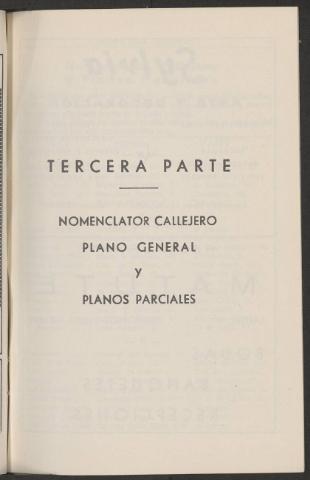 TERCERA PARTE
NOMENCLATOR CALLEJERO
PLANO GENERAL
Y
PLANOS PARCIALES